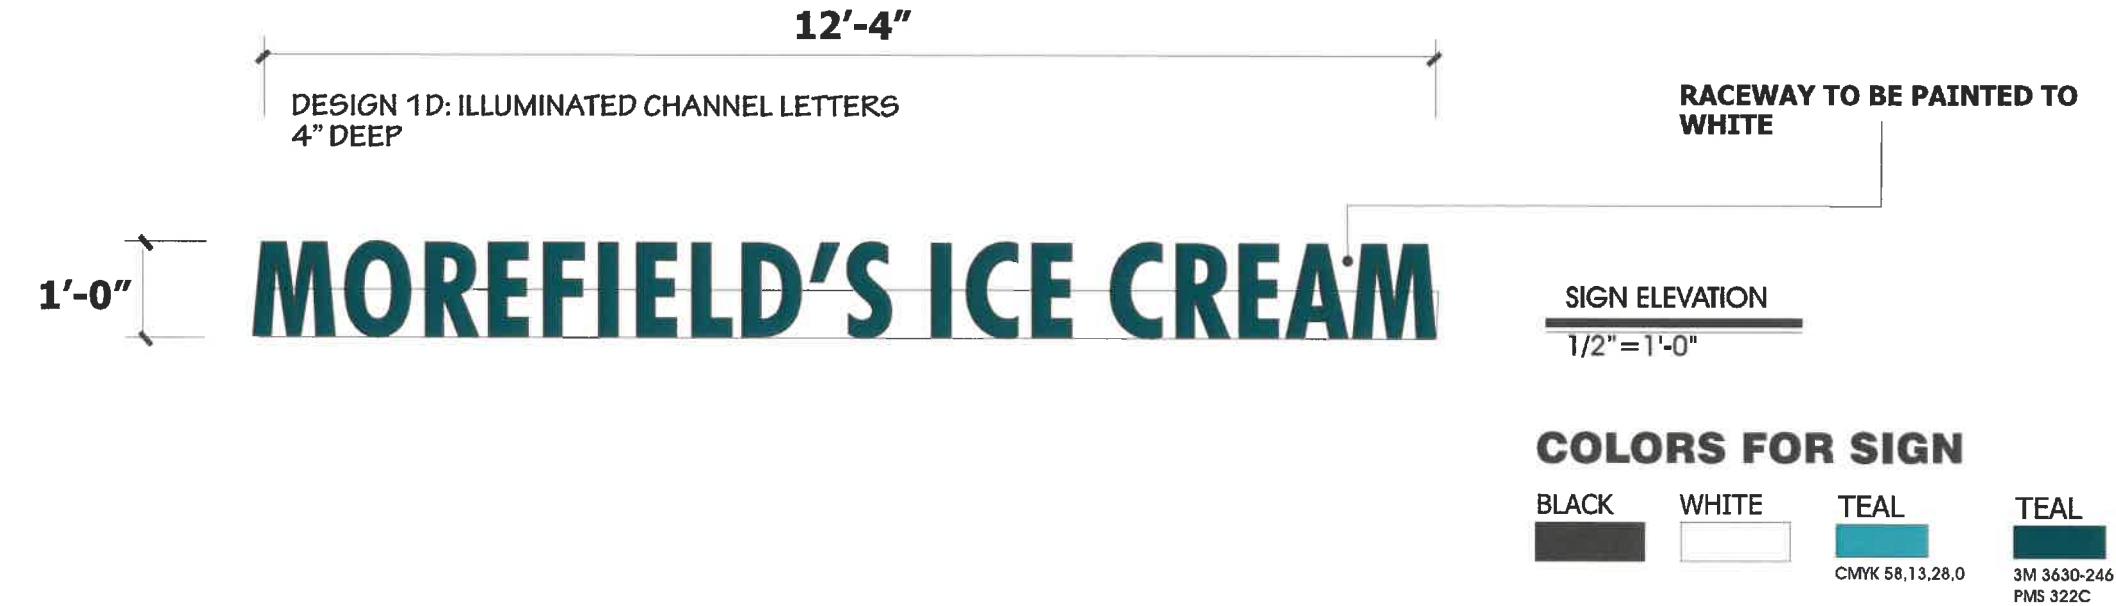 12'-4"
DESIGN 1D: ILLUMINATED CHANNEL LETTERS
4" DEEP
RACEWAY TO BE PAINTED TO
WHITE
1'-0"
MOREFIELD'S ICE CREAM
SIGN ELEVATION
1/2"=1'-0"
COLORS FOR SIGN
BLACK WHITE TEAL TEAL
CMYK 58,13,28,0 3M 3630-246
PMS 322C